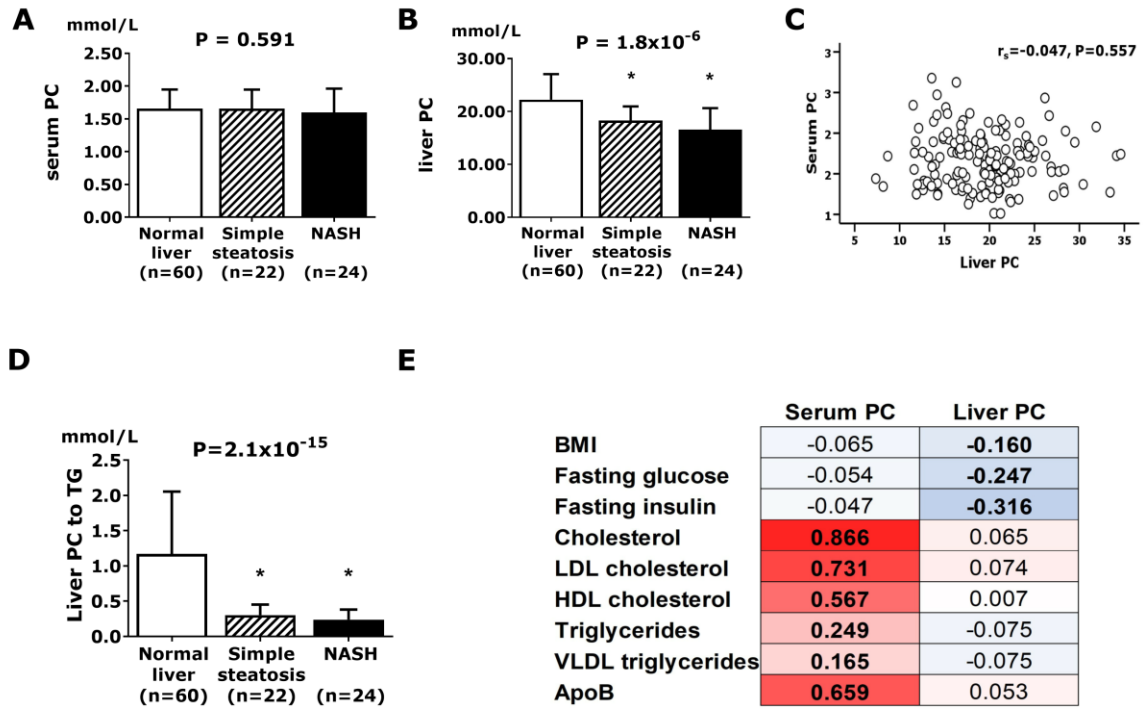 A
mmol/L
P = 0.591
serum PC
2.50
2.00
1.50
1.00
0.50
0.00
Normal liver (n=60)
Simple steatosis (n=22)
NASH (n=24)
B
mmol/L
P = 1.8x10⁻⁶
liver PC
30.00
20.00
10.00
0.00
* *
Normal liver (n=60)
Simple steatosis (n=22)
NASH (n=24)
C
rₛ=-0.047, P=0.557
Serum PC
3
3
2
2
1
5 10 15 20 25 30 35
Liver PC
D
mmol/L
P=2.1x10⁻¹⁵
Liver PC to TG
2.5
2.0
1.5
1.0
0.5
0.0
* *
Normal liver (n=60)
Simple steatosis (n=22)
NASH (n=24)
E
Serum PC Liver PC
BMI -0.065 -0.160
Fasting glucose -0.054 -0.247
Fasting insulin -0.047 -0.316
Cholesterol 0.866 0.065
LDL cholesterol 0.731 0.074
HDL cholesterol 0.567 0.007
Triglycerides 0.249 -0.075
VLDL triglycerides 0.165 -0.075
ApoB 0.659 0.053